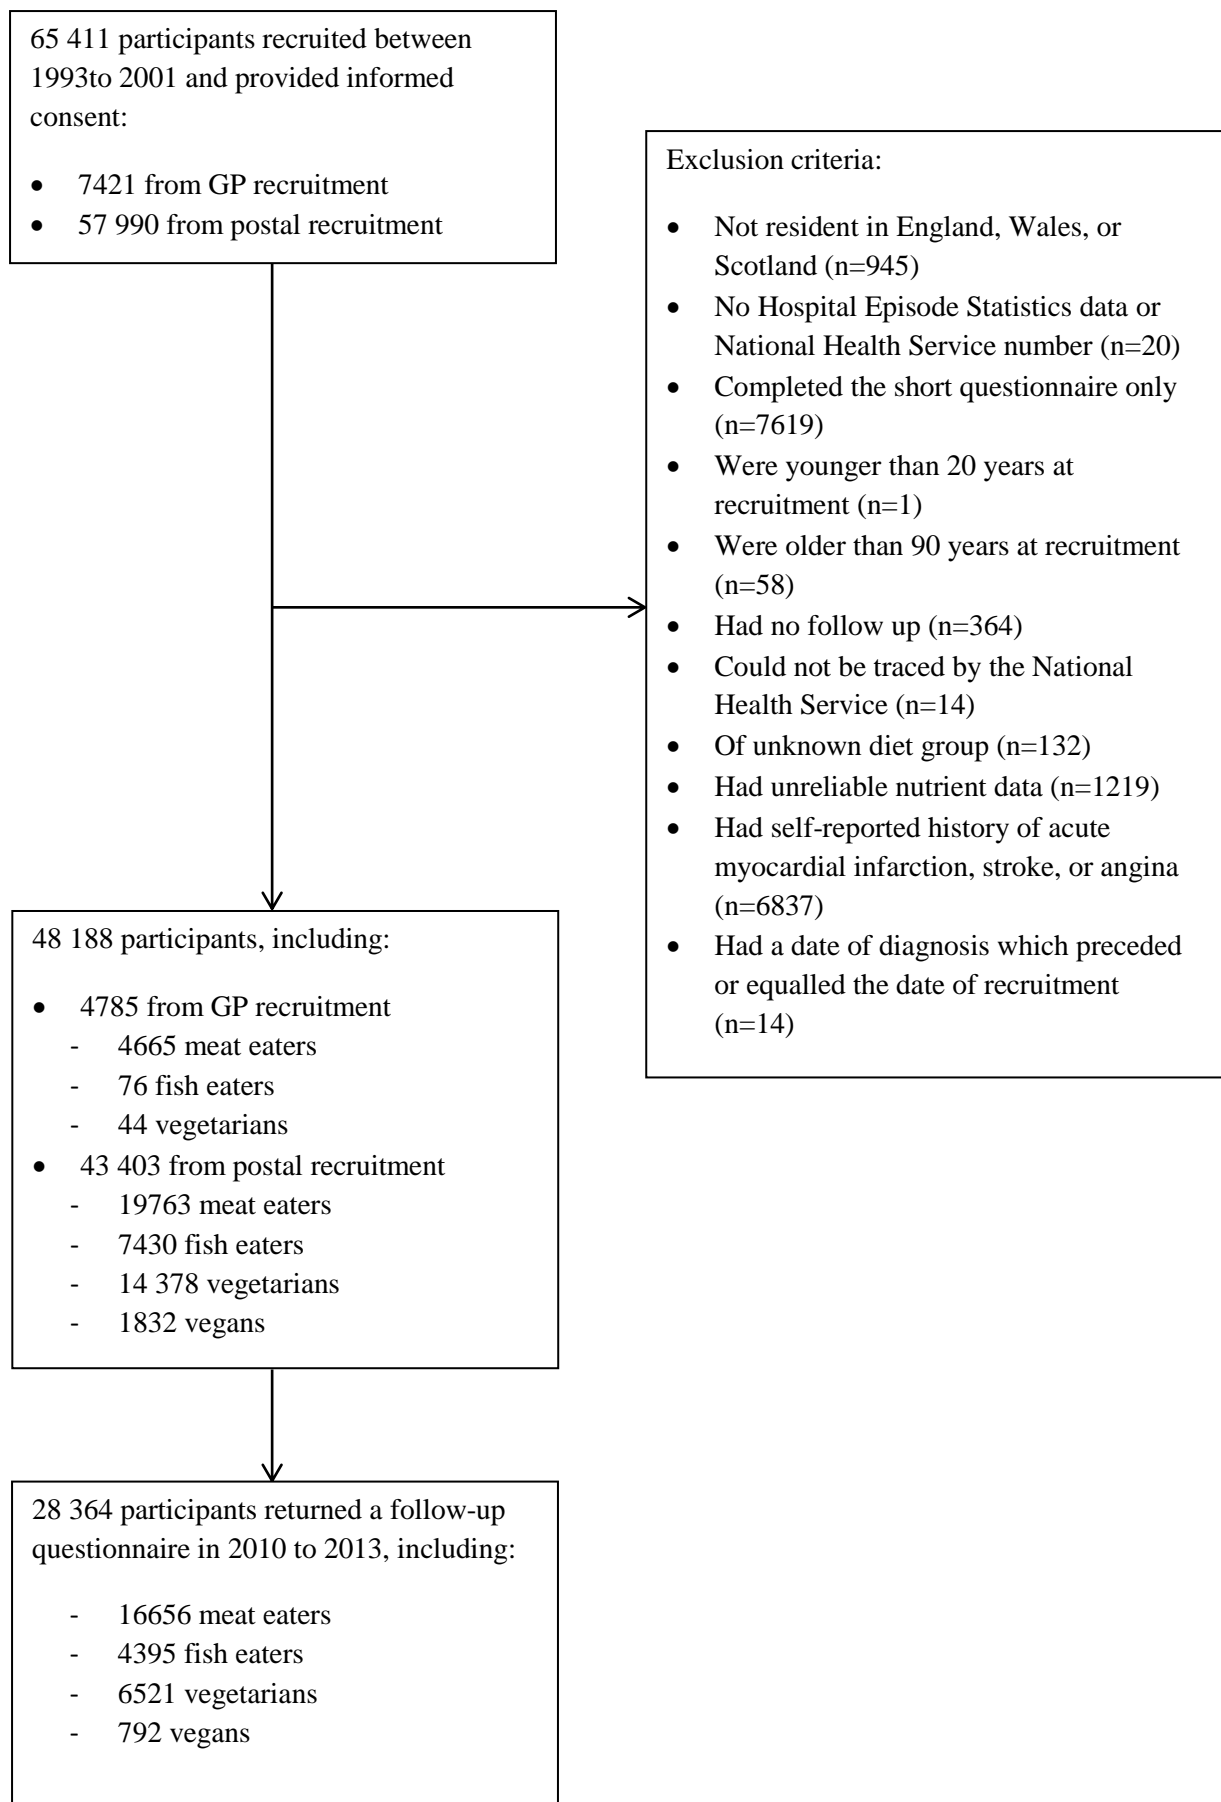 65 411 participants recruited between
1993to 2001 and provided informed
consent:
• 7421 from GP recruitment
• 57 990 from postal recruitment
Exclusion criteria:
• Not resident in England, Wales, or
Scotland (n=945)
• No Hospital Episode Statistics data or
National Health Service number (n=20)
• Completed the short questionnaire only
(n=7619)
• Were younger than 20 years at
recruitment (n=1)
• Were older than 90 years at recruitment
(n=58)
• Had no follow up (n=364)
• Could not be traced by the National
Health Service (n=14)
• Of unknown diet group (n=132)
• Had unreliable nutrient data (n=1219)
• Had self-reported history of acute
myocardial infarction, stroke, or angina
(n=6837)
• Had a date of diagnosis which preceded
or equalled the date of recruitment
(n=14)
48 188 participants, including:
• 4785 from GP recruitment
- 4665 meat eaters
- 76 fish eaters
- 44 vegetarians
• 43 403 from postal recruitment
- 19763 meat eaters
- 7430 fish eaters
- 14 378 vegetarians
- 1832 vegans
28 364 participants returned a follow-up
questionnaire in 2010 to 2013, including:
- 16656 meat eaters
- 4395 fish eaters
- 6521 vegetarians
- 792 vegans